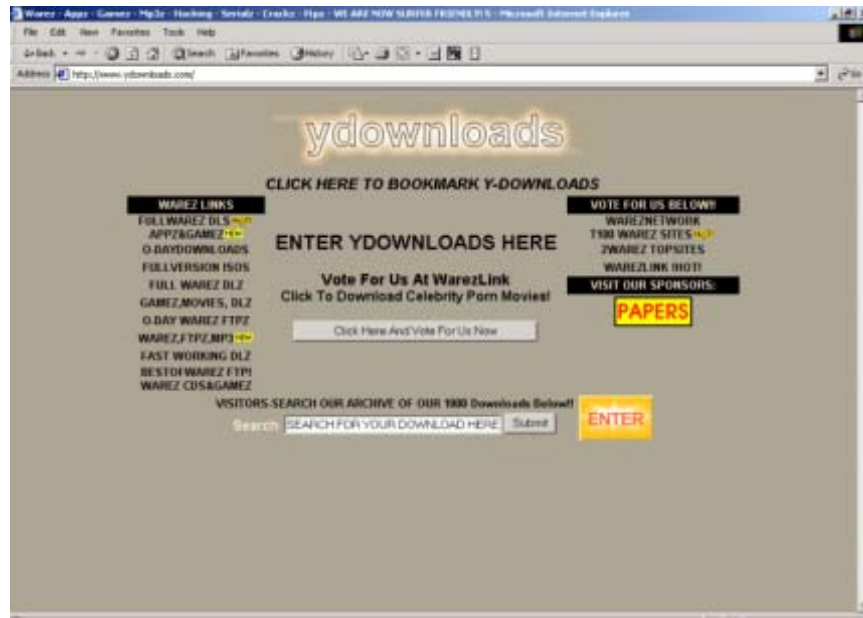 Warez - Appz - Gamez - Mp3z - Hacking - Serialz - Crackz - Ftpz - WE ARE NOW SURFER FRIENDLY! - Microsoft Internet Explorer
File Edit View Favorites Tools Help
Back Search Favorites History
Address http://www.ydownloads.com/
ydownloads
CLICK HERE TO BOOKMARK Y-DOWNLOADS
WAREZ LINKS
FULLWAREZ DLS
APPZ&GAMEZ
0-DAYDOWNLOADS
FULLVERSION ISOS
FULL WAREZ DLZ
GAMEZ,MOVIES, DLZ
0-DAY WAREZ FTPZ
WAREZ,FTPZ,MP3
FAST WORKING DLZ
BESTOFWAREZ FTP!
WAREZ CDS&GAMEZ
ENTER YDOWNLOADS HERE
Vote For Us At WarezLink
Click To Download Celebrity Porn Movies!
Click Here And Vote For Us Now
VOTE FOR US BELOW!!
WAREZNETWORK
T100 WAREZ SITES
2WAREZ TOPSITES
WAREZLINK !HOT!
VISIT OUR SPONSORS:
PAPERS
VISITORS-SEARCH OUR ARCHIVE OF OUR 1000 Downloads Below!!
Search SEARCH FOR YOUR DOWNLOAD HERE Submit
ENTER